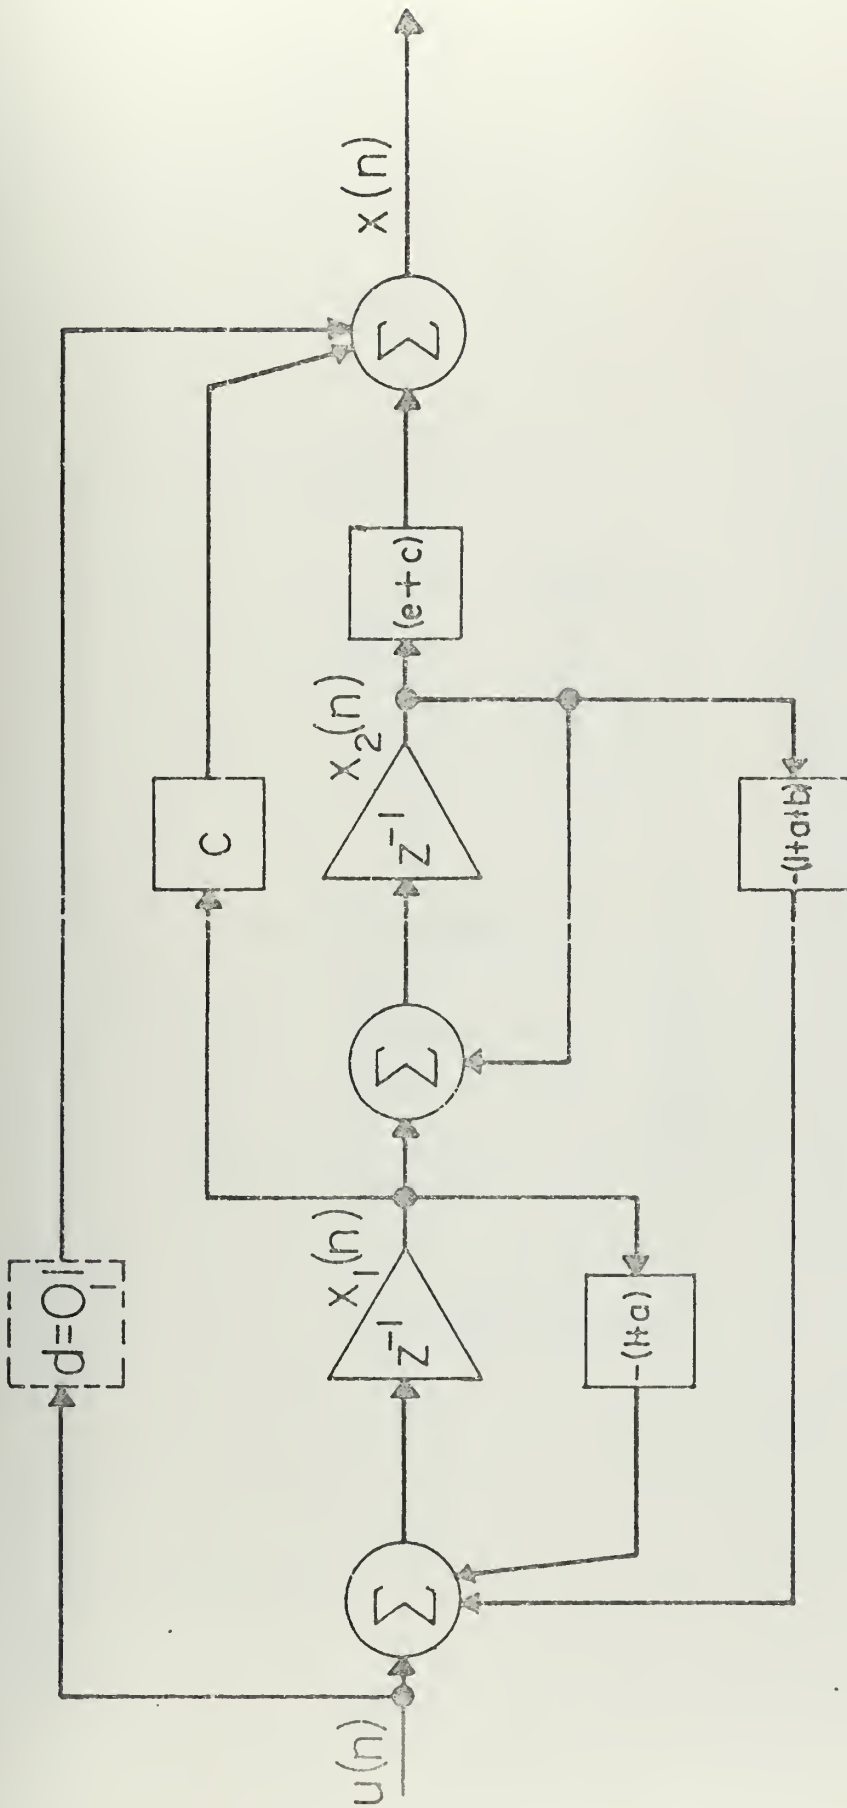 u(n)
Σ
d=0
z⁻¹
x₁(n)
-(1+a)
Σ
c
z⁻¹
x₂(n)
-(1+a+b)
(e+c)
Σ
x(n)